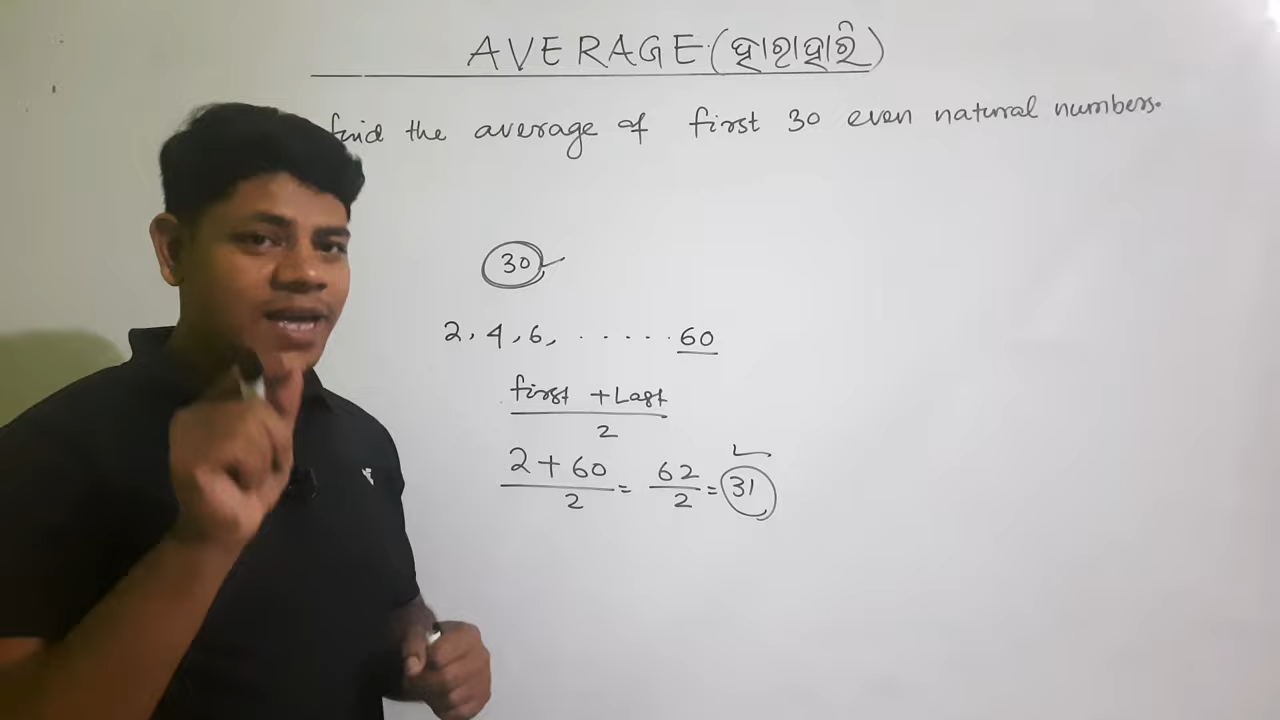 AVERAGE (ହାରାହାରି)
find the average of first 30 even natural numbers.
30
2, 4, 6, ...... 60
first + Last
2
2 + 60 / 2 = 62 / 2 = 31